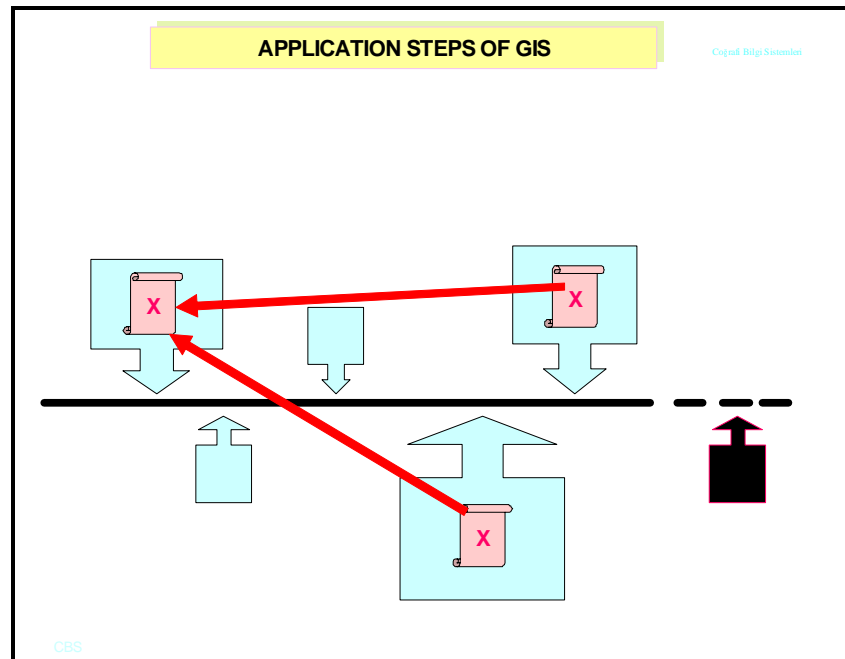 APPLICATION STEPS OF GIS
Coğrafi Bilgi Sistemleri
X
X
X
CBS